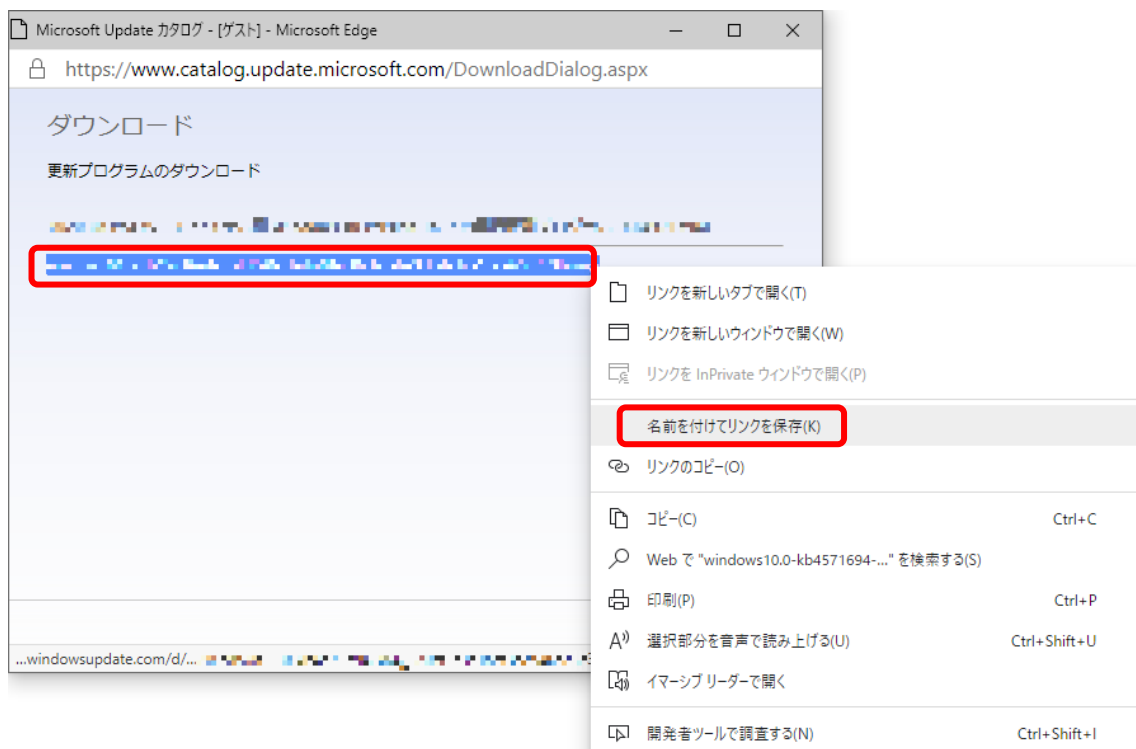 Microsoft Update カタログ - [ゲスト] - Microsoft Edge
https://www.catalog.update.microsoft.com/DownloadDialog.aspx
ダウンロード
更新プログラムのダウンロード
リンクを新しいタブで開く(T)
リンクを新しいウィンドウで開く(W)
リンクを InPrivate ウィンドウで開く(P)
名前を付けてリンクを保存(K)
リンクのコピー(O)
コピー(C) Ctrl+C
Web で "windows10.0-kb4571694-..." を検索する(S)
印刷(P) Ctrl+P
選択部分を音声で読み上げる(U) Ctrl+Shift+U
...windowsupdate.com/d/...
イマーシブ リーダーで開く
開発者ツールで調査する(N) Ctrl+Shift+I